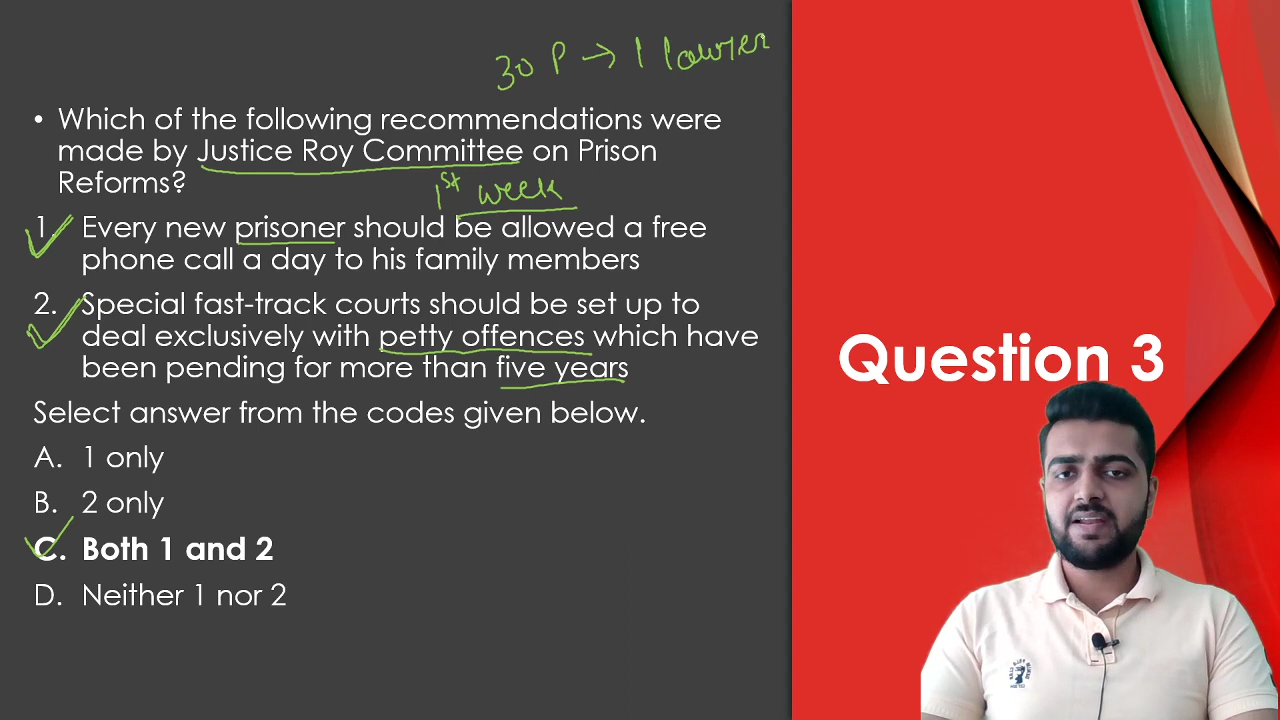 30 P → 1 lawyer
• Which of the following recommendations were
made by Justice Roy Committee on Prison
Reforms?
1st week
1. Every new prisoner should be allowed a free
phone call a day to his family members
2. Special fast-track courts should be set up to
deal exclusively with petty offences which have
been pending for more than five years
Select answer from the codes given below.
A. 1 only
B. 2 only
C. Both 1 and 2
D. Neither 1 nor 2
Question 3